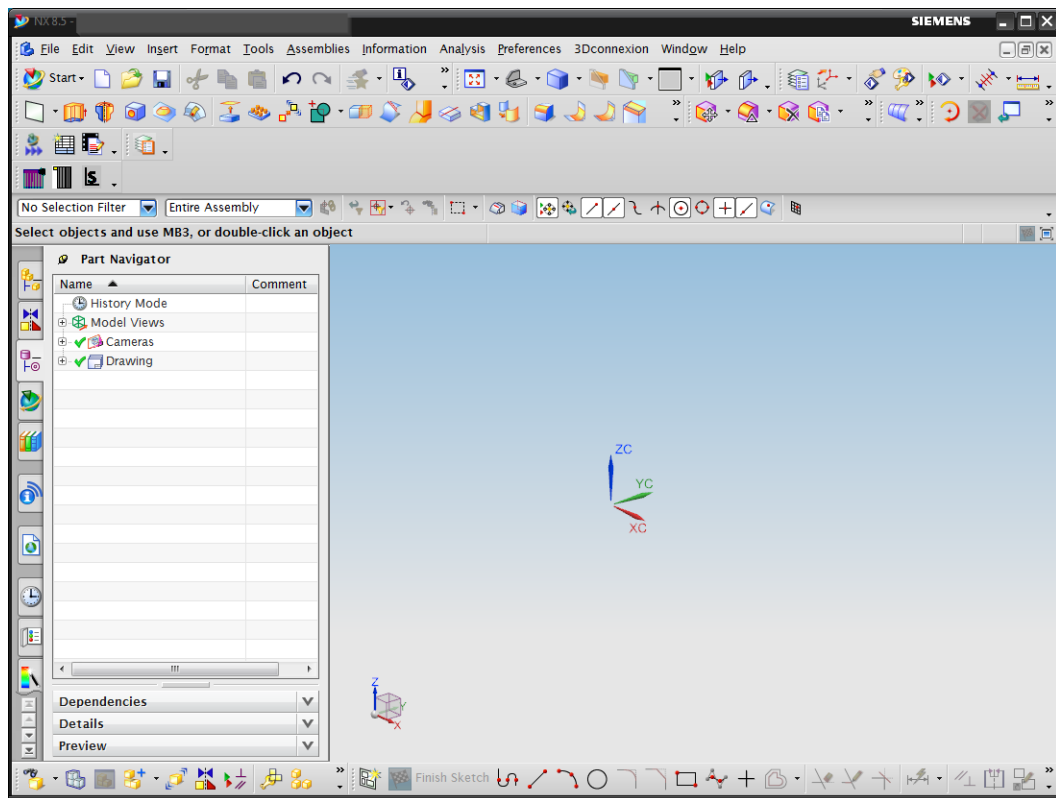 NX 8.5 - SIEMENS
File Edit View Insert Format Tools Assemblies Information Analysis Preferences 3Dconnexion Window Help
Start
No Selection Filter Entire Assembly
Select objects and use MB3, or double-click an object
Part Navigator
Name Comment
History Mode
Model Views
Cameras
Drawing
ZC
YC
XC
Z
Y
X
Dependencies
Details
Preview
Finish Sketch